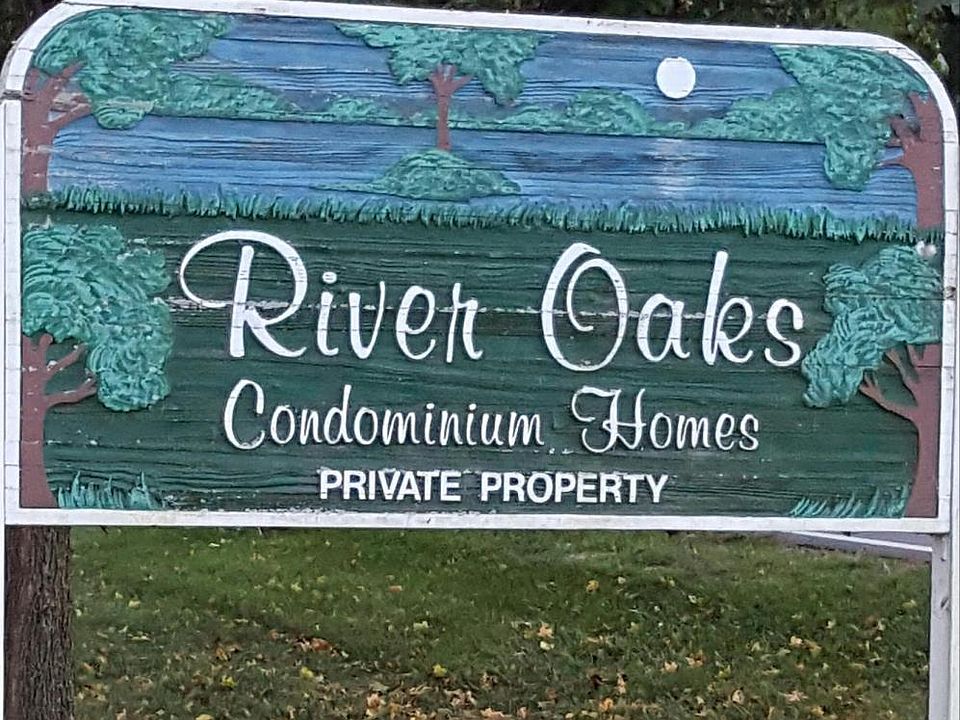 River Oaks
Condominium Homes
PRIVATE PROPERTY